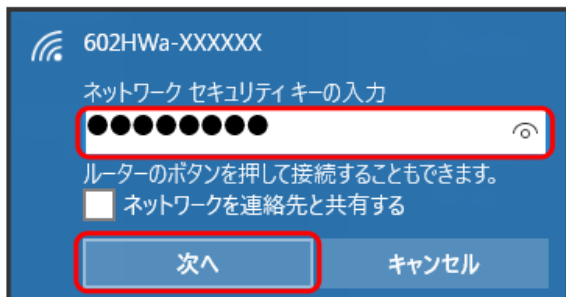 602HWa-XXXXXX
ネットワーク セキュリティ キーの入力
●●●●●●●●
ルーターのボタンを押して接続することもできます。
ネットワークを連絡先と共有する
次へ
キャンセル